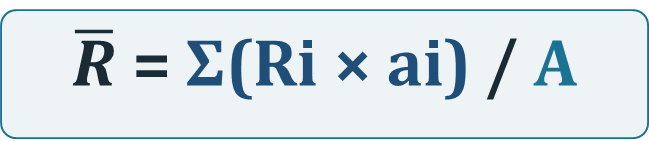 R̅ = Σ(Ri × ai) / A